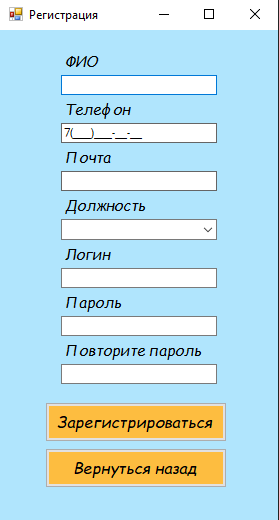 Регистрация
ФИО
Телефон
7(___)___-__-__
Почта
Должность
Логин
Пароль
Повторите пароль
Зарегистрироваться
Вернуться назад